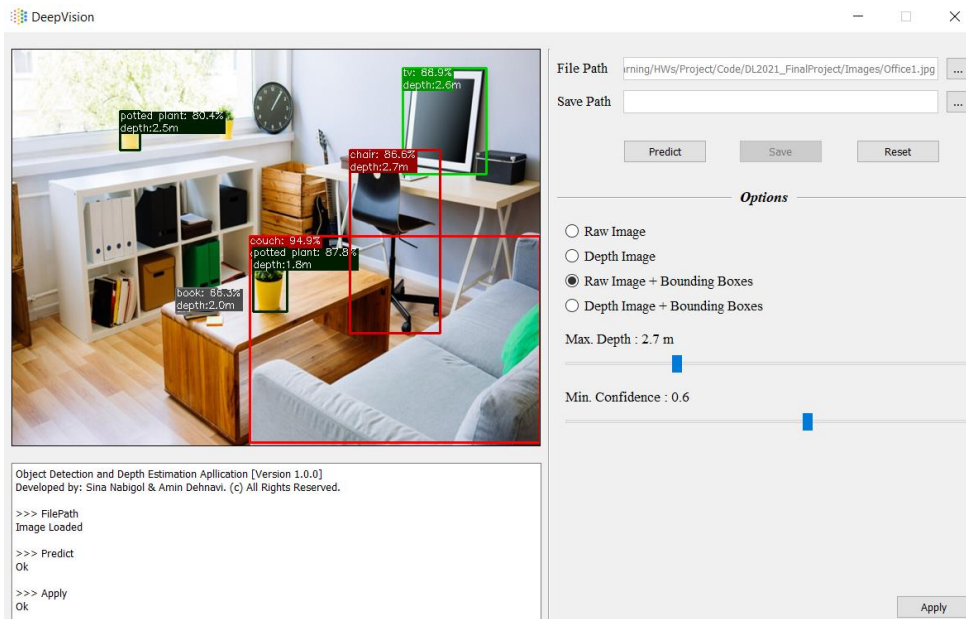 DeepVision
tv: 88.9%
depth:2.6m
potted plant: 80.4%
depth:2.5m
chair: 86.6%
depth:2.7m
couch: 94.9%
potted plant: 87.8%
depth:1.8m
book: 66.3%
depth:2.0m
File Path
rning/HWs/Project/Code/DL2021_FinalProject/Images/Office1.jpg
...
Save Path
...
Predict
Save
Reset
Options
Raw Image
Depth Image
Raw Image + Bounding Boxes
Depth Image + Bounding Boxes
Max. Depth : 2.7 m
Min. Confidence : 0.6
Object Detection and Depth Estimation Apllication [Version 1.0.0]
Developed by: Sina Nabigol & Amin Dehnavi. (c) All Rights Reserved.
>>> FilePath
Image Loaded
>>> Predict
Ok
>>> Apply
Ok
Apply